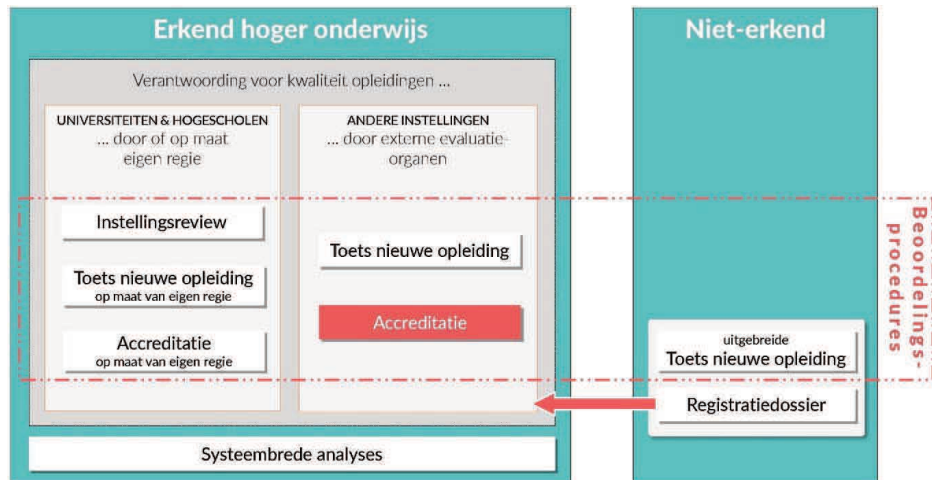 Erkend hoger onderwijs
Verantwoording voor kwaliteit opleidingen ...
UNIVERSITEITEN & HOGESCHOLEN
... door of op maat
eigen regie
Instellingsreview
Toets nieuwe opleiding
op maat van eigen regie
Accreditatie
op maat van eigen regie
ANDERE INSTELLINGEN
... door externe evaluatie-
organen
Toets nieuwe opleiding
Accreditatie
Systeembrede analyses
Niet-erkend
uitgebreide
Toets nieuwe opleiding
Registratiedossier
Beoordelings-
procedures